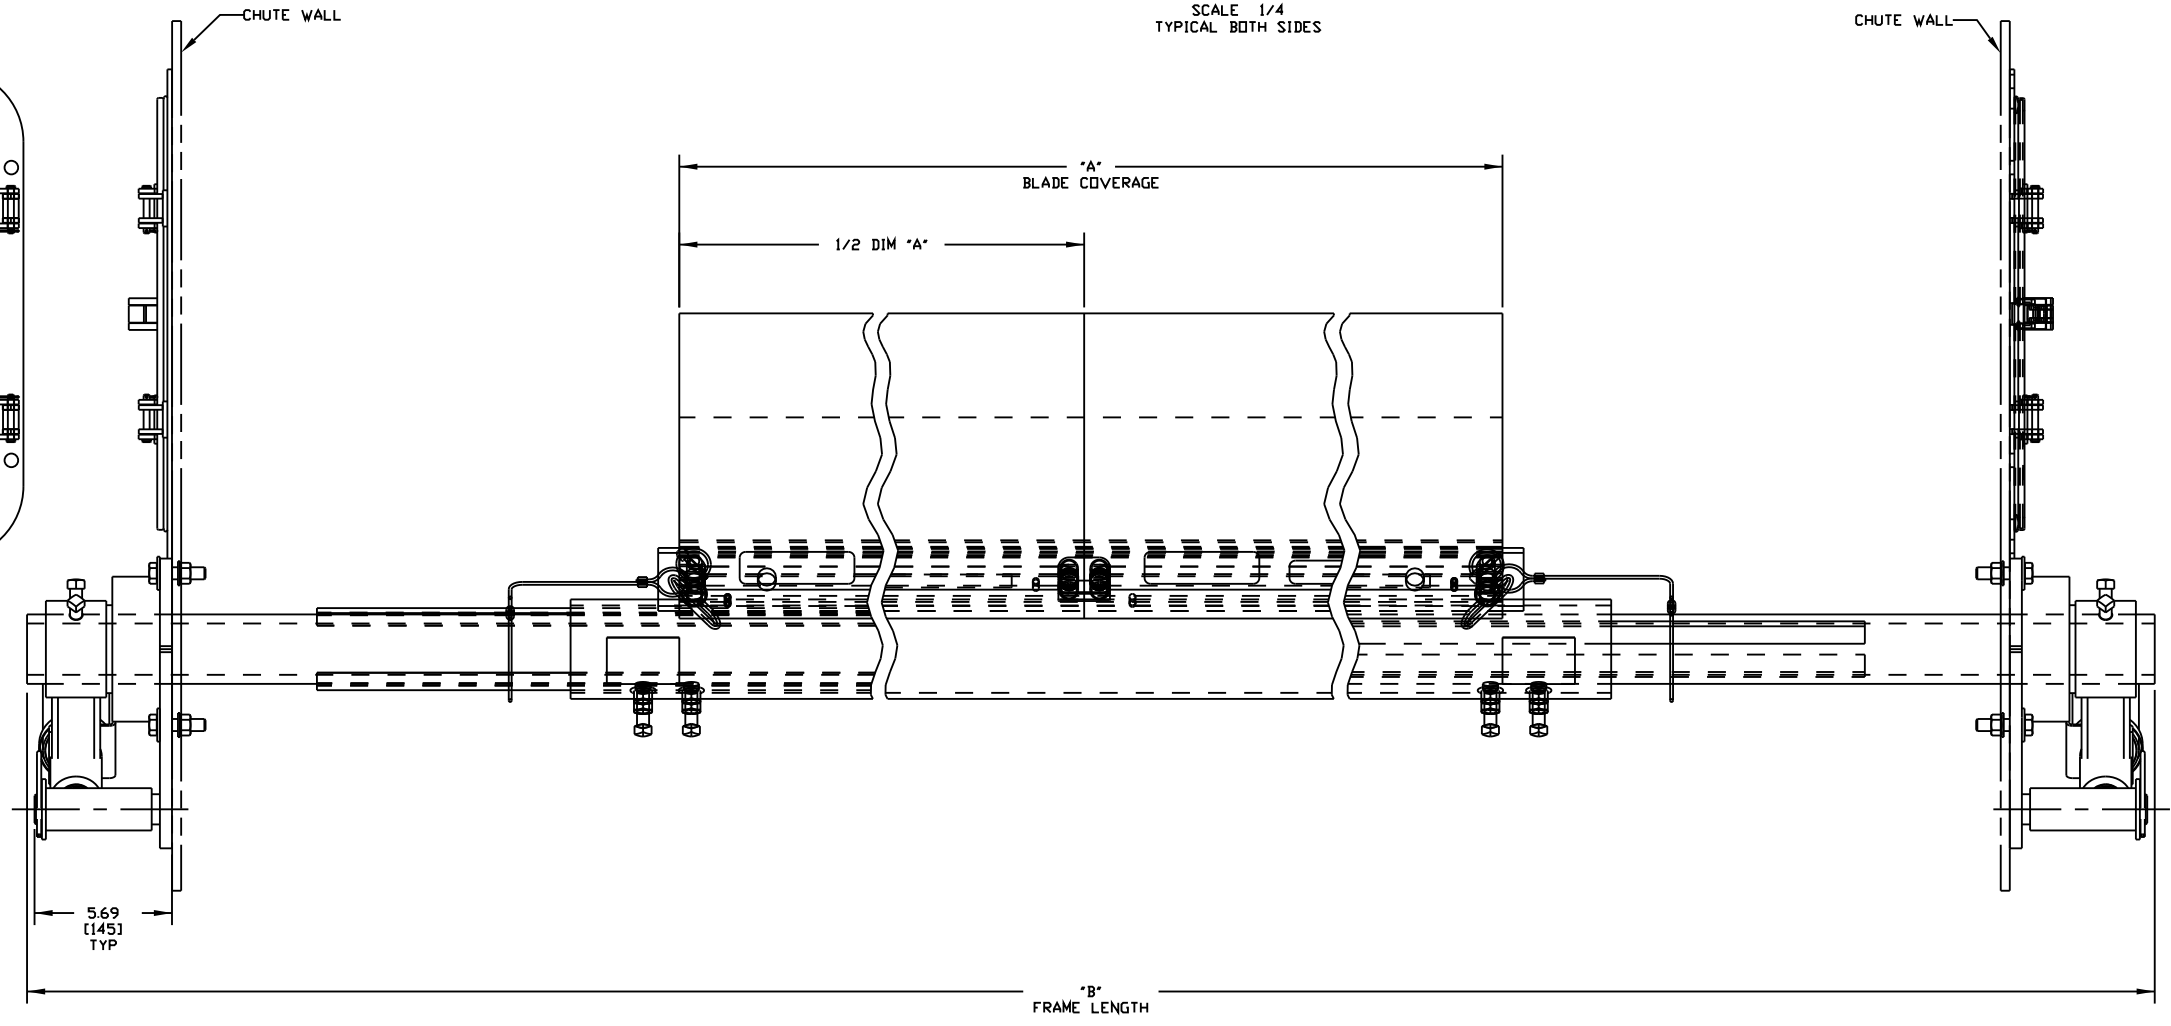 SCALE 1/4
TYPICAL BOTH SIDES
CHUTE WALL
CHUTE WALL
"A"
BLADE COVERAGE
1/2 DIM "A"
5.69
[145]
TYP
"B"
FRAME LENGTH